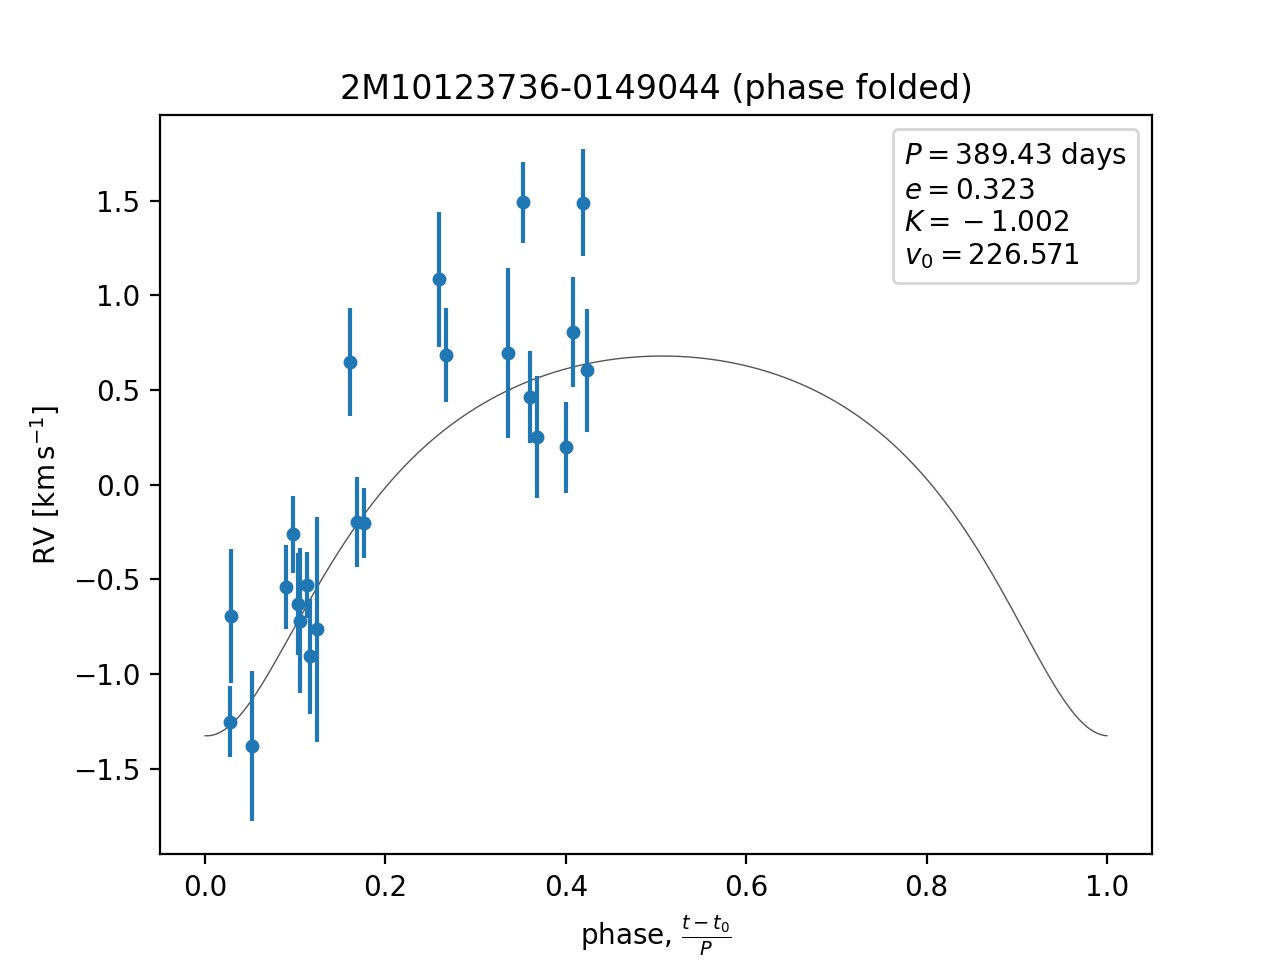 2M10123736-0149044 (phase folded)
P = 389.43 days
e = 0.323
K = −1.002
v₀ = 226.571
1.5
1.0
0.5
0.0
−0.5
−1.0
−1.5
RV [km s⁻¹]
0.0 0.2 0.4 0.6 0.8 1.0
phase, (t − t₀)/P